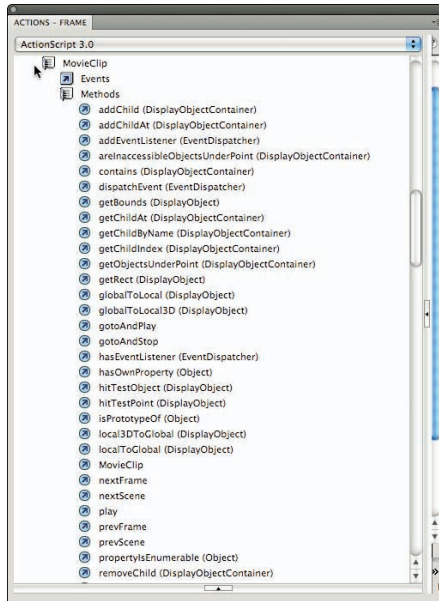 ACTIONS - FRAME
ActionScript 3.0
MovieClip
Events
Methods
addChild (DisplayObjectContainer)
addChildAt (DisplayObjectContainer)
addEventListener (EventDispatcher)
areInaccessibleObjectsUnderPoint (DisplayObjectContainer)
contains (DisplayObjectContainer)
dispatchEvent (EventDispatcher)
getBounds (DisplayObject)
getChildAt (DisplayObjectContainer)
getChildByName (DisplayObjectContainer)
getChildIndex (DisplayObjectContainer)
getObjectsUnderPoint (DisplayObjectContainer)
getRect (DisplayObject)
globalToLocal (DisplayObject)
globalToLocal3D (DisplayObject)
gotoAndPlay
gotoAndStop
hasEventListener (EventDispatcher)
hasOwnProperty (Object)
hitTestObject (DisplayObject)
hitTestPoint (DisplayObject)
isPrototypeOf (Object)
local3DToGlobal (DisplayObject)
localToGlobal (DisplayObject)
MovieClip
nextFrame
nextScene
play
prevFrame
prevScene
propertyIsEnumerable (Object)
removeChild (DisplayObjectContainer)